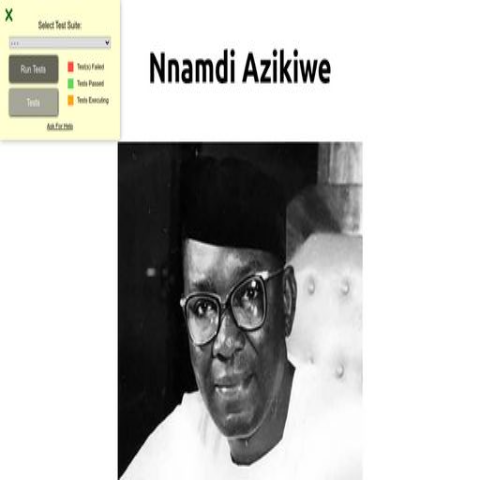 X
Select Test Suite:
- - -
Run Tests
Test(s) Failed
Tests Passed
Tests
Tests Executing
Ask For Help
Nnamdi Azikiwe